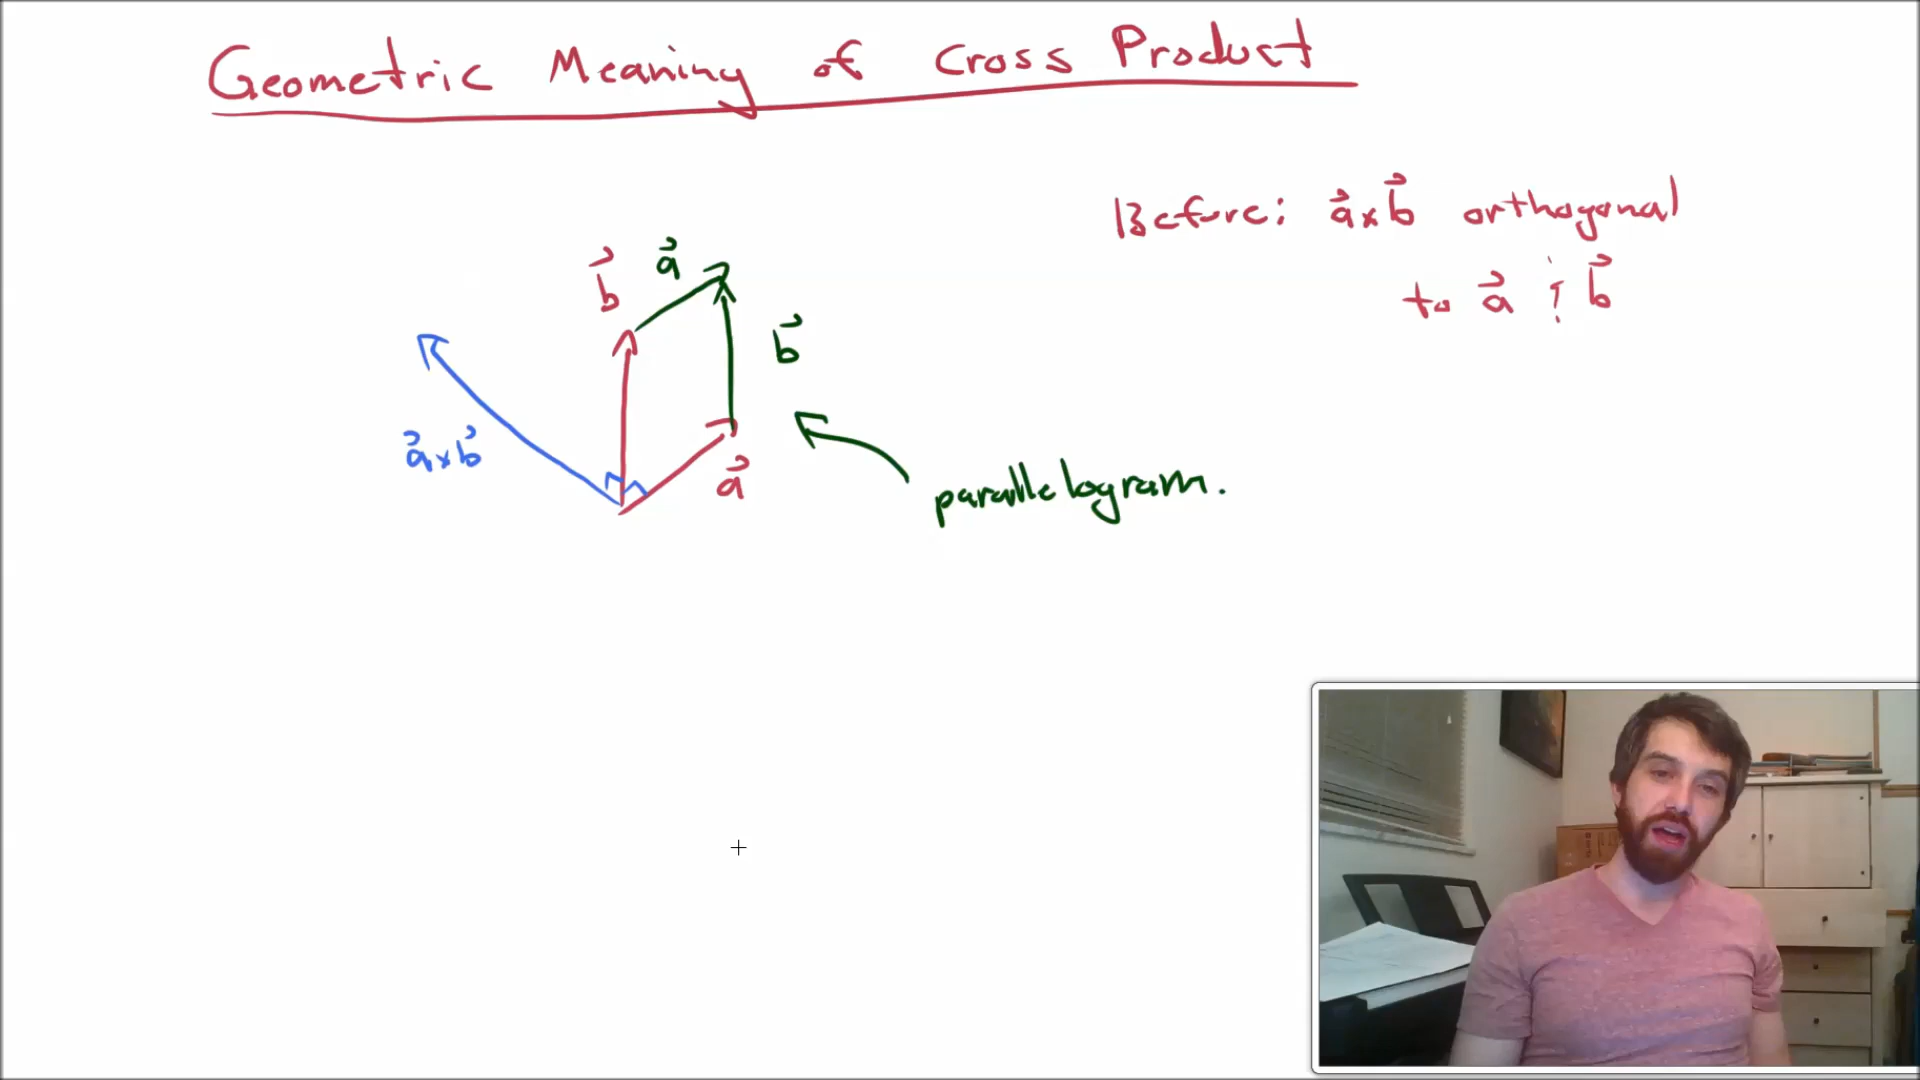 Geometric Meaning of Cross Product
Before: a⃗×b⃗ orthogonal
to a⃗ & b⃗
b⃗
a⃗
b⃗
a⃗×b⃗
a⃗
parallelogram.